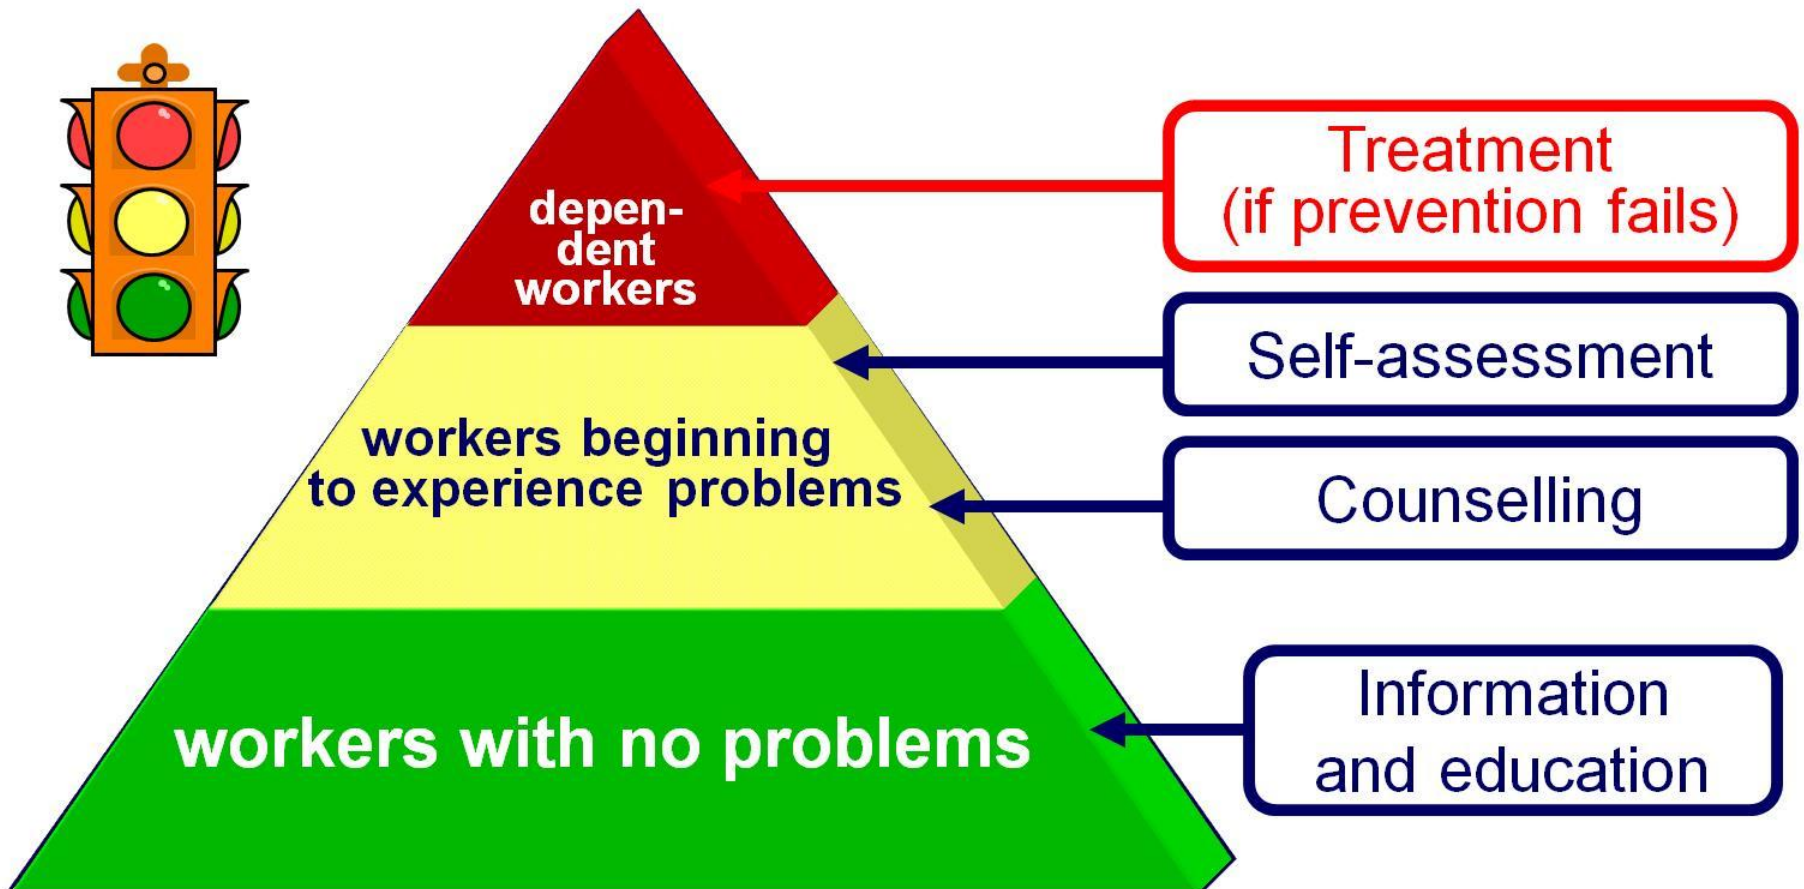 depen-
dent
workers
workers beginning
to experience problems
workers with no problems
Treatment
(if prevention fails)
Self-assessment
Counselling
Information
and education